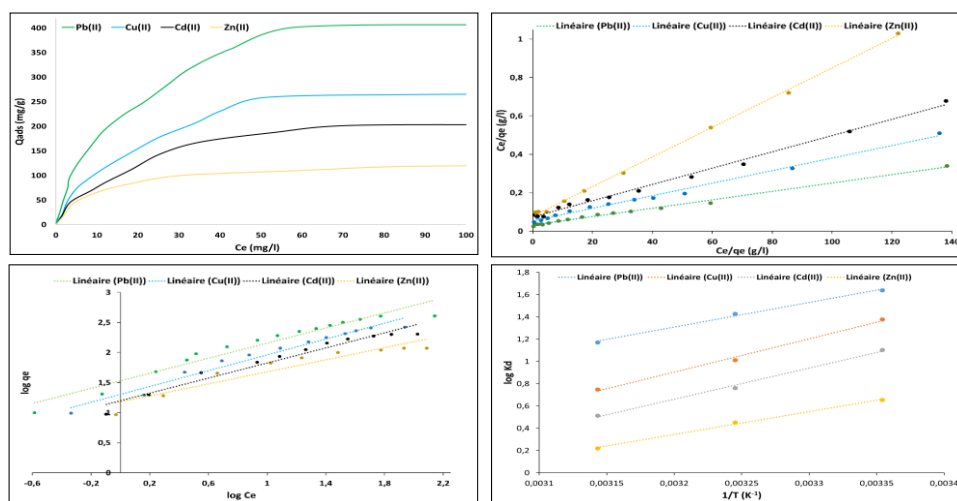 Pb(II) Cu(II) Cd(II) Zn(II)
400
350
300
250
200
150
100
50
0
0 10 20 30 40 50 60 70 80 90 100
Qads (mg/g)
Ce (mg/l)
Linéaire (Pb(II)) Linéaire (Cu(II)) Linéaire (Cd(II)) Linéaire (Zn(II))
1
0,8
0,6
0,4
0,2
0
0 20 40 60 80 100 120 140
Ce/qe (g/l)
Ce/qe (g/l)
Linéaire (Pb(II)) Linéaire (Cu(II)) Linéaire (Cd(II)) Linéaire (Zn(II))
3
2,5
2
1,5
1
0,5
0
-0,6 -0,2 0,2 0,6 1 1,4 1,8 2,2
log qe
log Ce
Linéaire (Pb(II)) Linéaire (Cu(II)) Linéaire (Cd(II)) Linéaire (Zn(II))
1,8
1,6
1,4
1,2
1
0,8
0,6
0,4
0,2
0
0,0031 0,00315 0,0032 0,00325 0,0033 0,00335 0,0034
log Kd
1/T (K⁻¹)